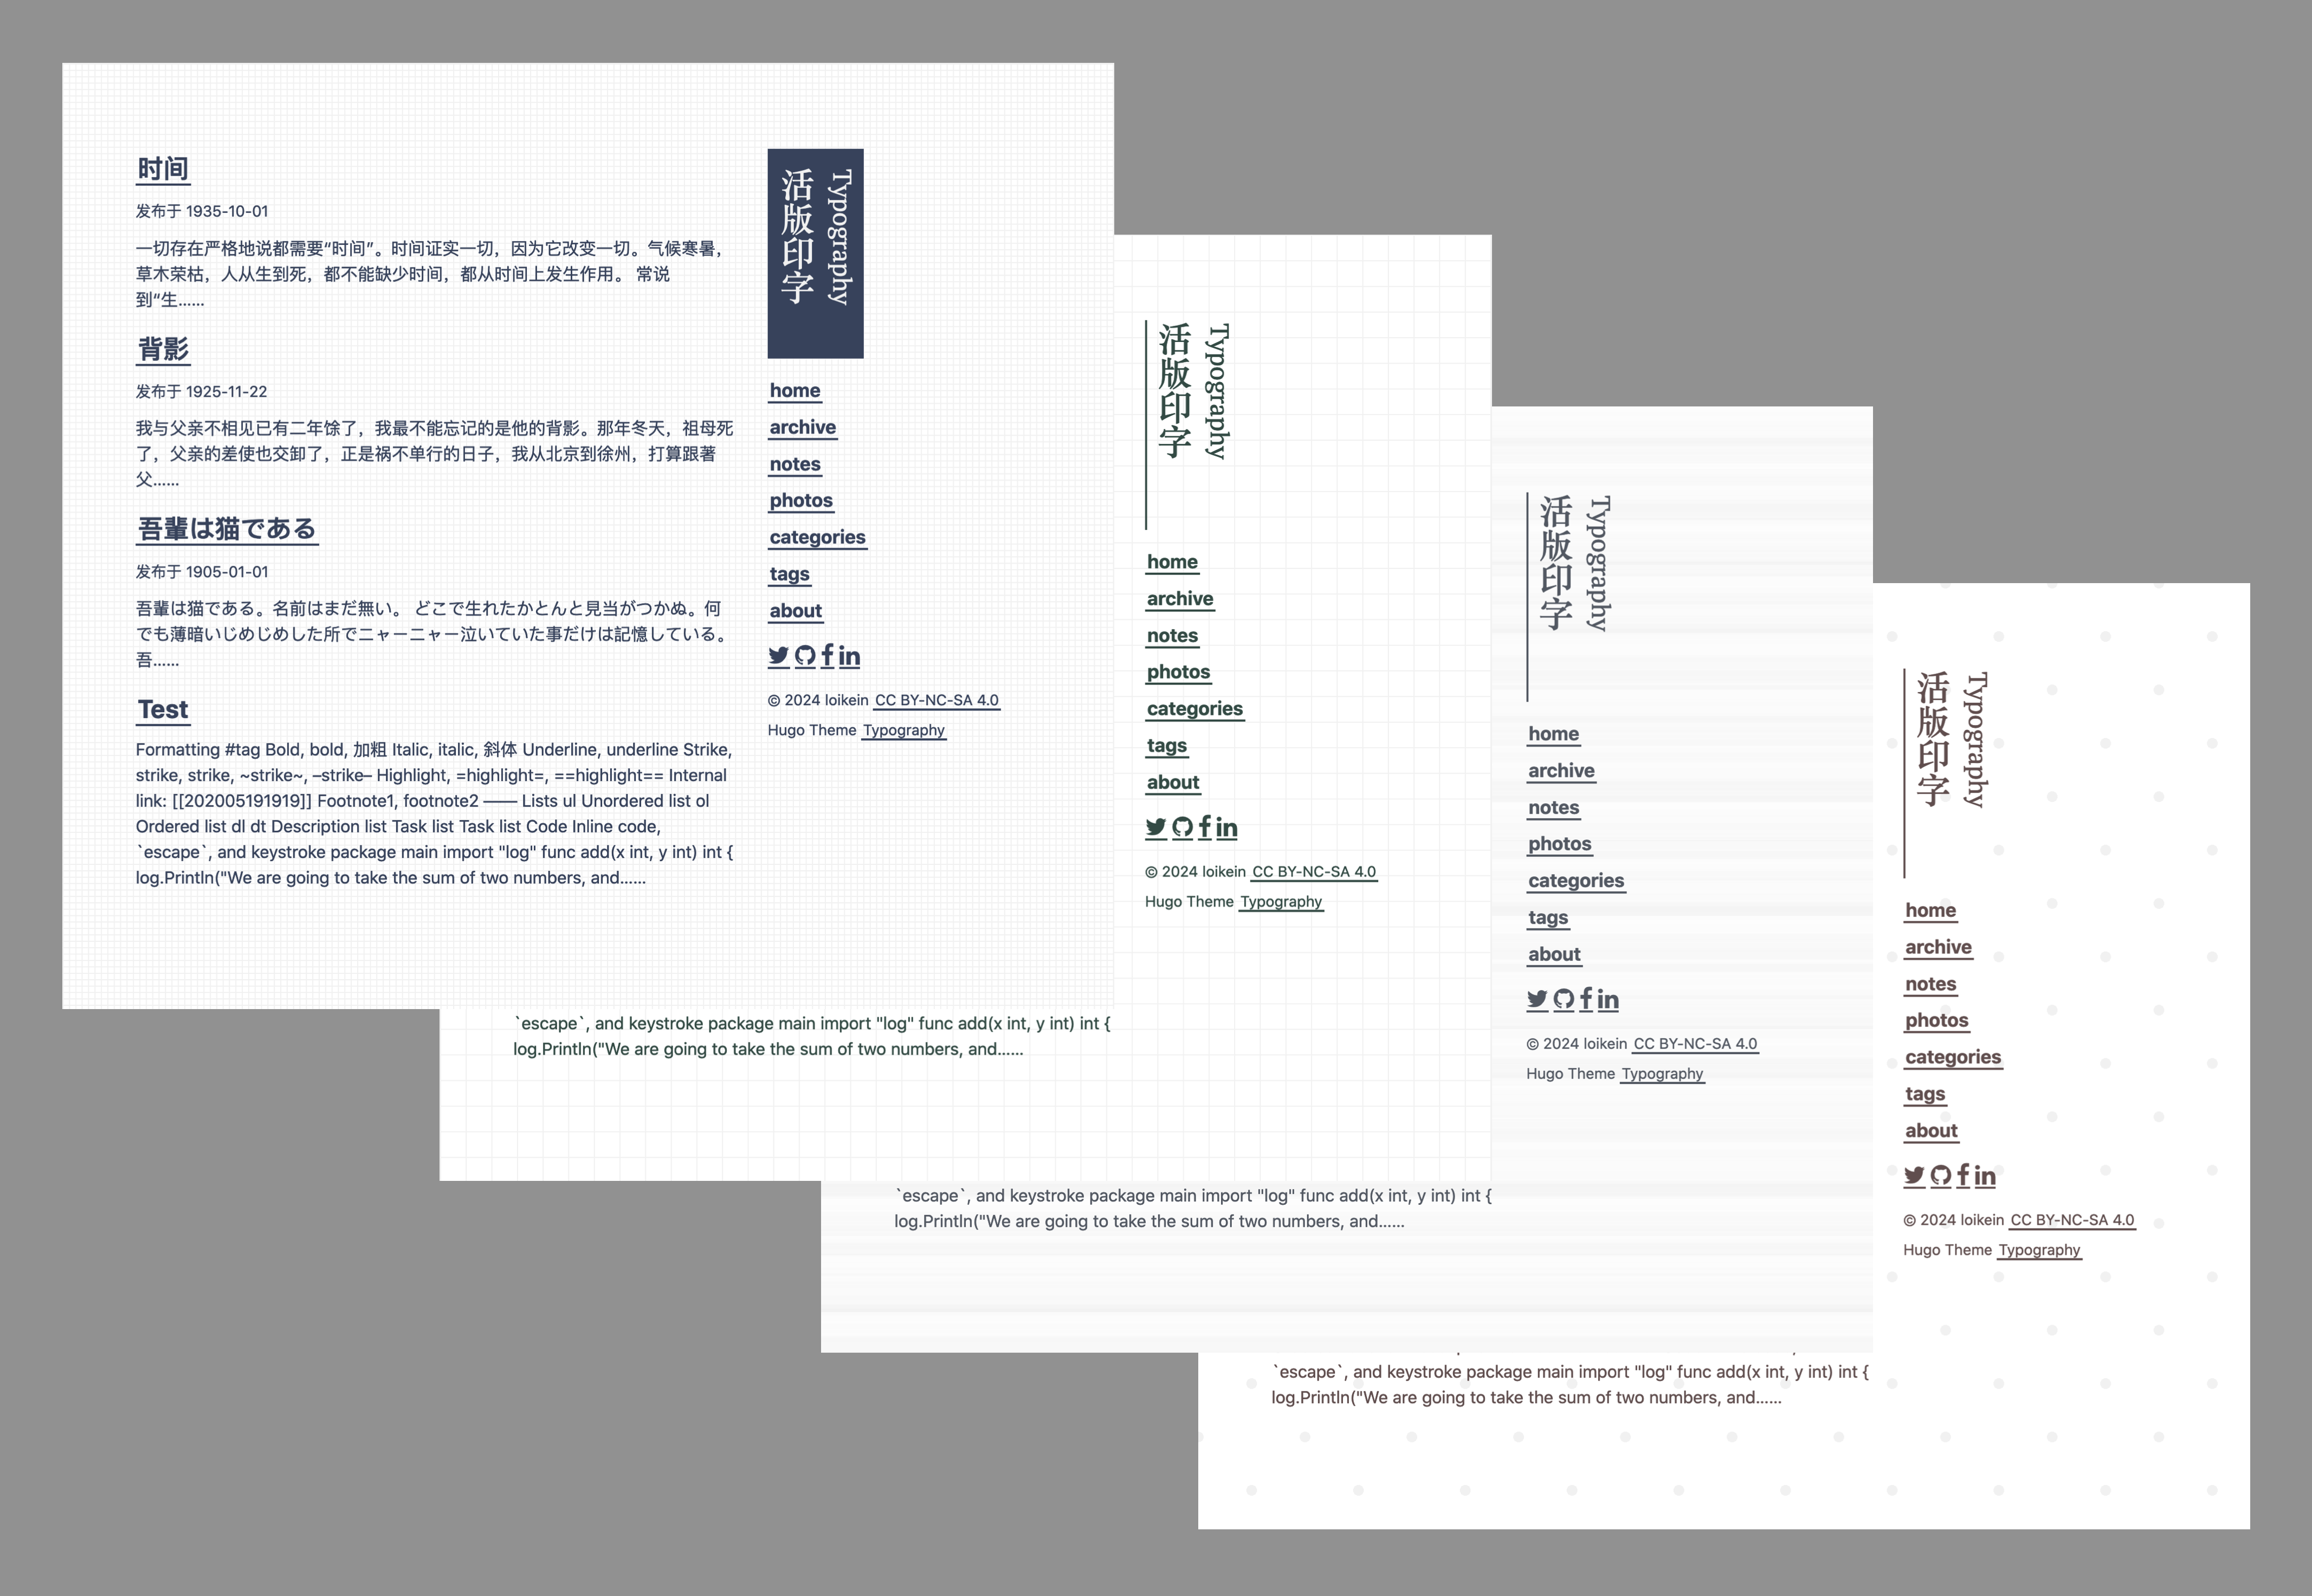 时间
发布于 1935-10-01
一切存在严格地说都需要“时间”。时间证实一切，因为它改变一切。气候寒暑，
草木荣枯，人从生到死，都不能缺少时间，都从时间上发生作用。 常说
到“生……
背影
发布于 1925-11-22
我与父亲不相见已有二年馀了，我最不能忘记的是他的背影。那年冬天，祖母死
了，父亲的差使也交卸了，正是祸不单行的日子，我从北京到徐州，打算跟著
父……
吾輩は猫である
发布于 1905-01-01
吾輩は猫である。名前はまだ無い。 どこで生れたかとんと見当がつかぬ。何
でも薄暗いじめじめした所でニャーニャー泣いていた事だけは記憶している。
吾……
Test
Formatting #tag Bold, bold, 加粗 Italic, italic, 斜体 Underline, underline Strike,
strike, strike, ~strike~, –strike– Highlight, =highlight=, ==highlight== Internal
link: [[202005191919]] Footnote1, footnote2 —— Lists ul Unordered list ol
Ordered list dl dt Description list Task list Task list Code Inline code,
`escape`, and keystroke package main import "log" func add(x int, y int) int {
log.Println("We are going to take the sum of two numbers, and……
Typography
活版印字
home
archive
notes
photos
categories
tags
about
© 2024 loikein CC BY-NC-SA 4.0
Hugo Theme Typography
`escape`, and keystroke package main import "log" func add(x int, y int) int {
log.Println("We are going to take the sum of two numbers, and……
Typography
活版印字
home
archive
notes
photos
categories
tags
about
© 2024 loikein CC BY-NC-SA 4.0
Hugo Theme Typography
`escape`, and keystroke package main import "log" func add(x int, y int) int {
log.Println("We are going to take the sum of two numbers, and……
Typography
活版印字
home
archive
notes
photos
categories
tags
about
© 2024 loikein CC BY-NC-SA 4.0
Hugo Theme Typography
`escape`, and keystroke package main import "log" func add(x int, y int) int {
log.Println("We are going to take the sum of two numbers, and……
Typography
活版印字
home
archive
notes
photos
categories
tags
about
© 2024 loikein CC BY-NC-SA 4.0
Hugo Theme Typography